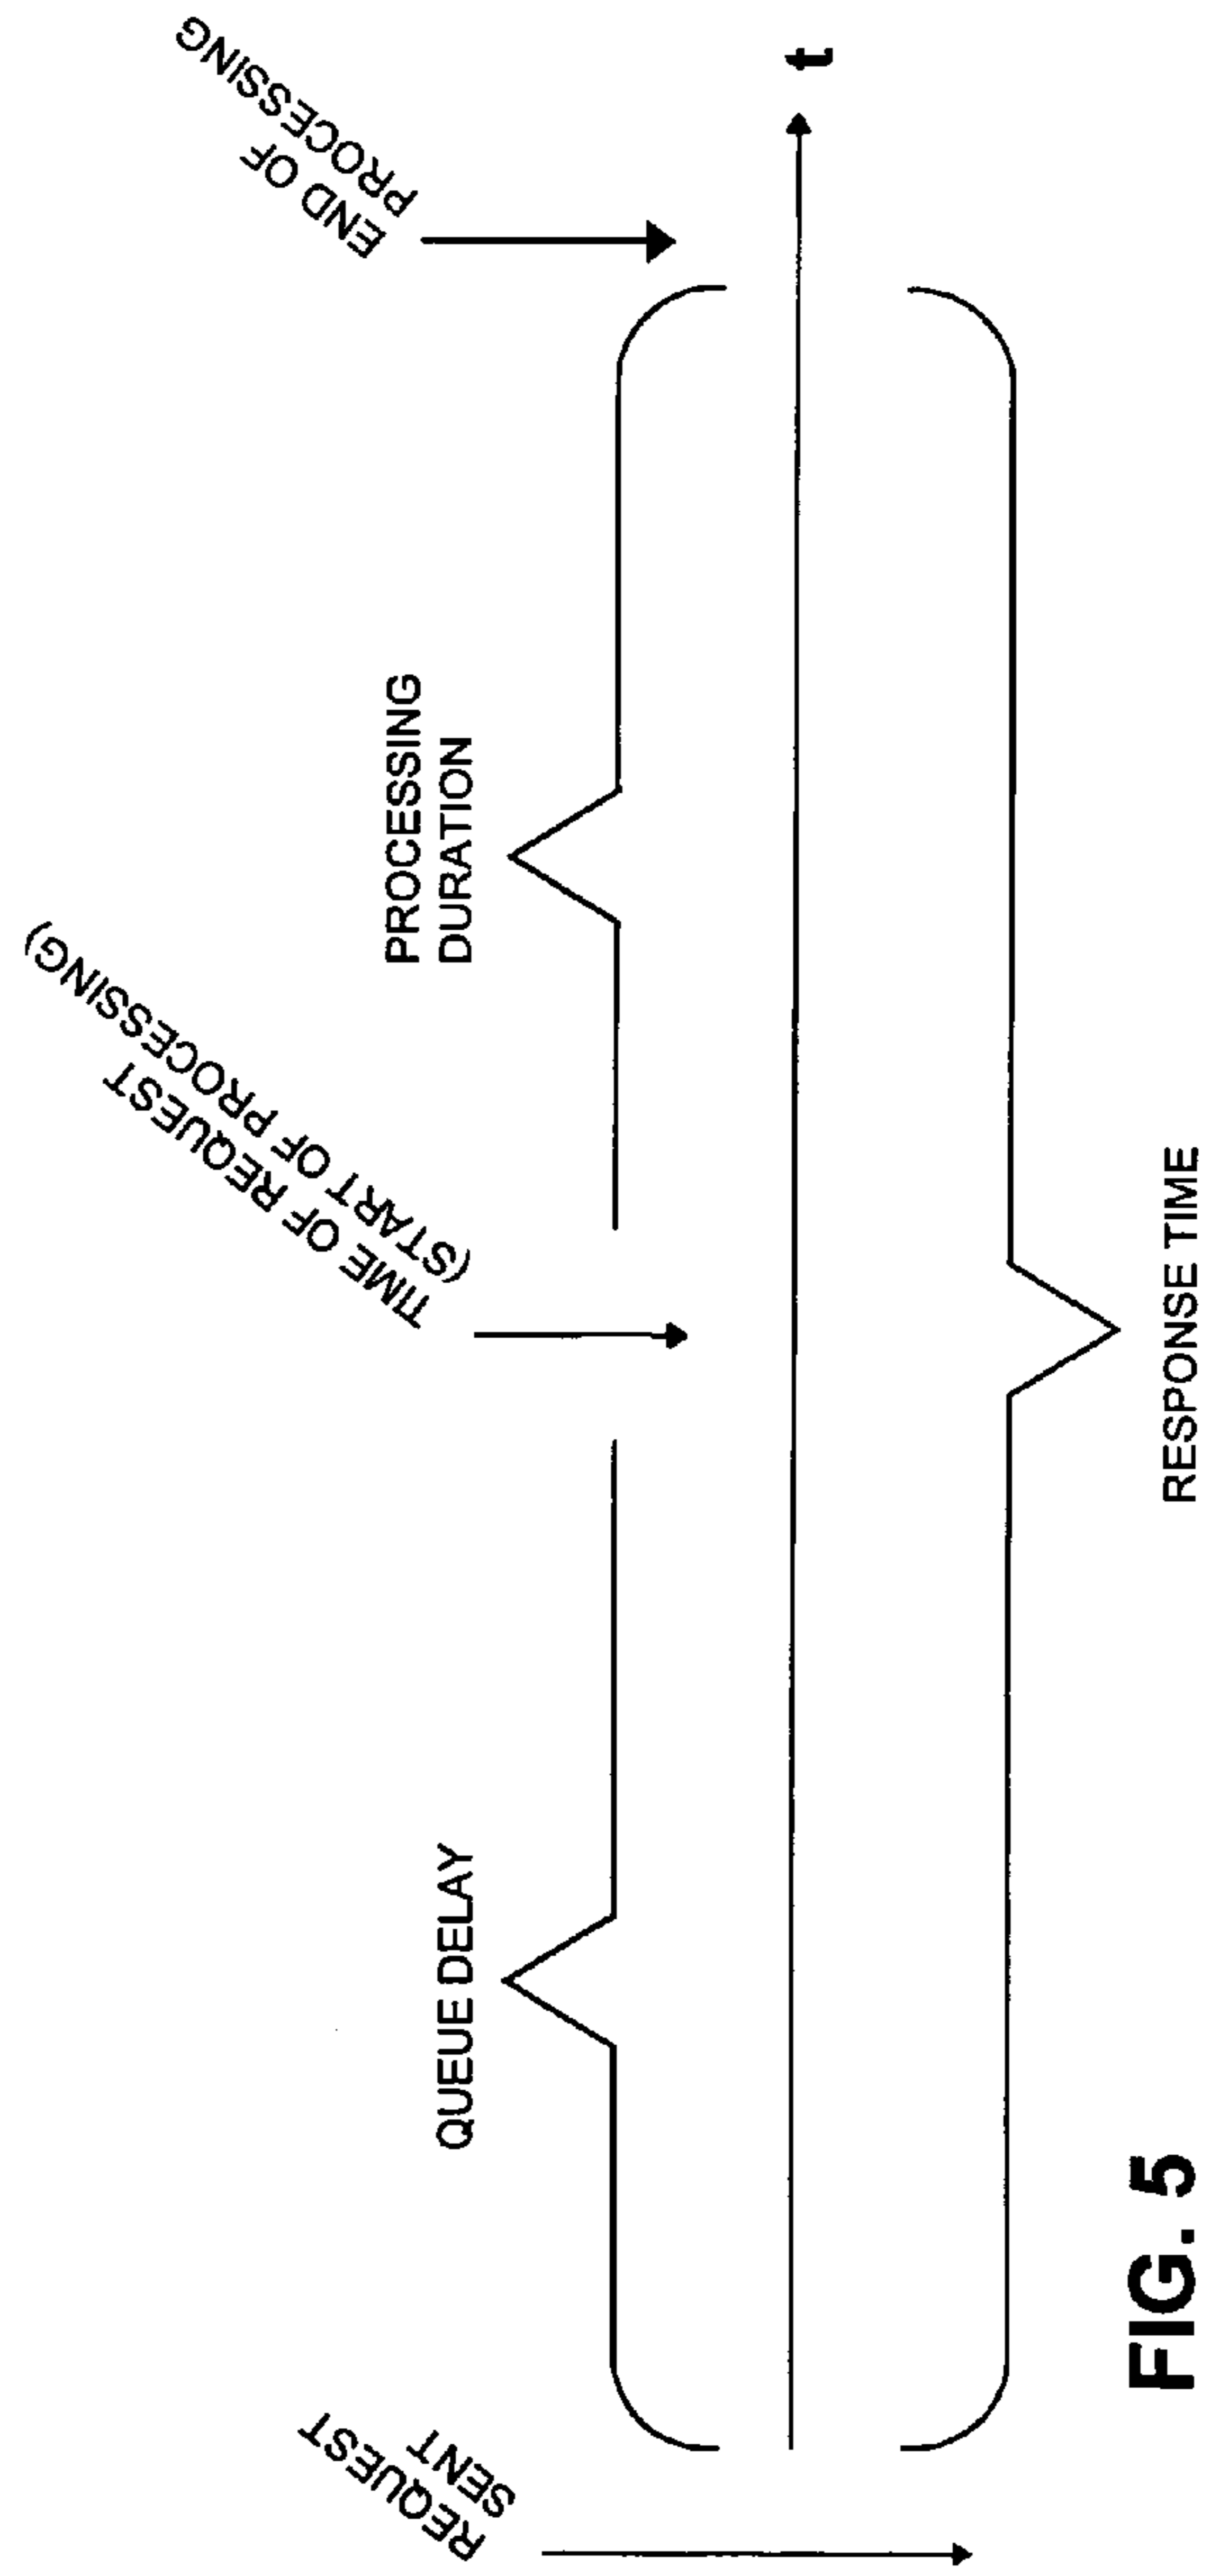 REQUEST
SENT
QUEUE DELAY
TIME OF REQUEST
(START OF PROCESSING)
PROCESSING
DURATION
END OF
PROCESSING
t
RESPONSE TIME
FIG. 5